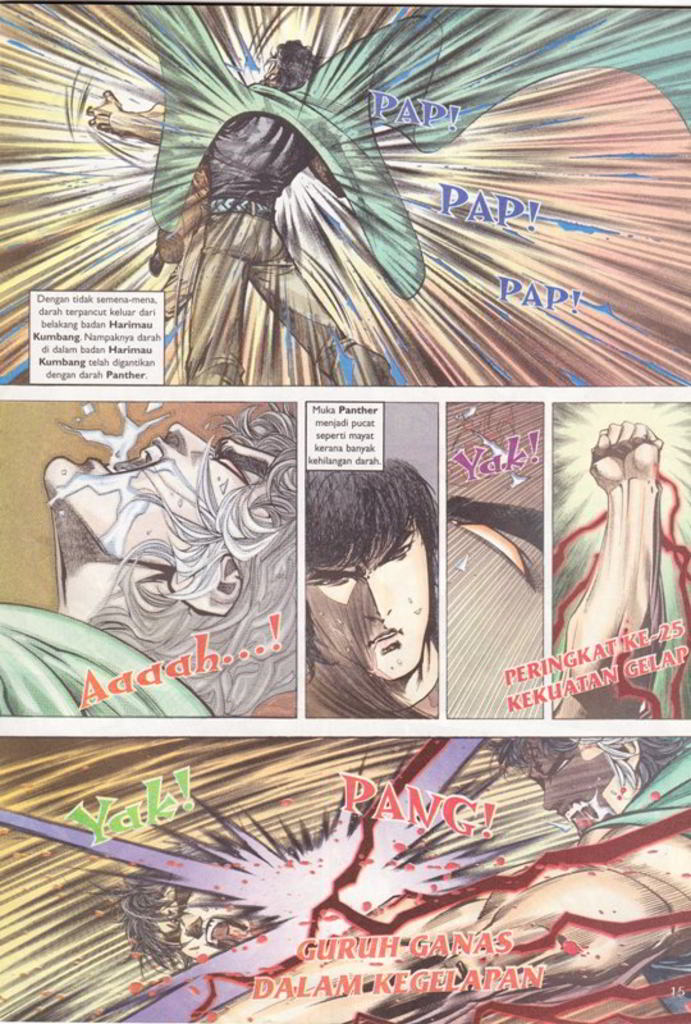 PAP!
PAP!
PAP!
Dengan tidak semena-mena,
darah terpancut keluar dari
belakang badan Harimau
Kumbang. Nampaknya darah
di dalam badan Harimau
Kumbang telah digantikan
dengan darah Panther.
Aaaah...!
Muka Panther
menjadi pucat
seperti mayat
kerana banyak
kehilangan darah.
Yak!
PERINGKAT KE-25
KEKUATAN GELAP
Yak!
PANG!
GURUH GANAS
DALAM KEGELAPAN
15